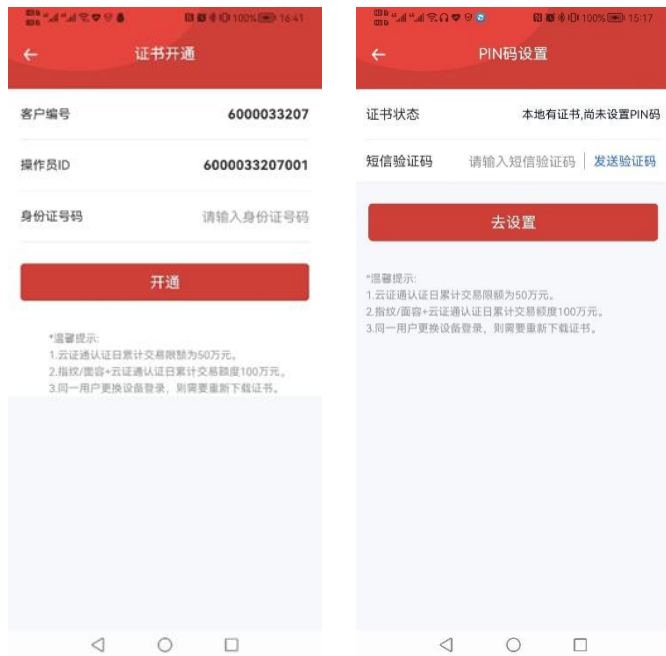 100% 16:41
证书开通
客户编号 6000033207
操作员ID 6000033207001
身份证号码 请输入身份证号码
开通
*温馨提示:
1.云证通认证日累计交易限额为50万元。
2.指纹/面容+云证通认证日累计交易额度100万元。
3.同一用户更换设备登录，则需要重新下载证书。
100% 15:17
PIN码设置
证书状态 本地有证书,尚未设置PIN码
短信验证码 请输入短信验证码 发送验证码
去设置
*温馨提示:
1.云证通认证日累计交易限额为50万元。
2.指纹/面容+云证通认证日累计交易额度100万元。
3.同一用户更换设备登录，则需要重新下载证书。